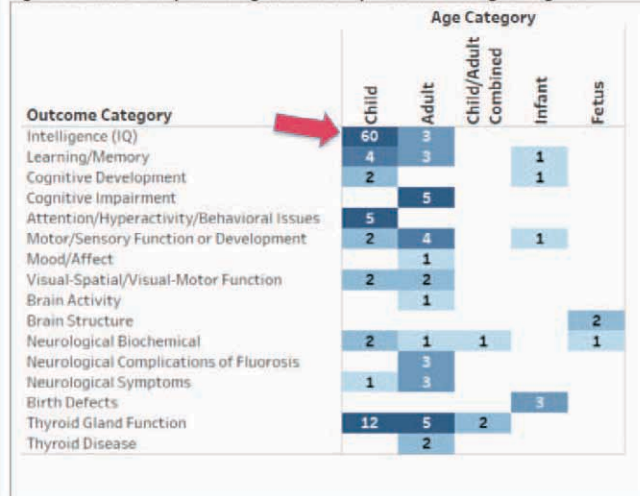 Age Category
Outcome Category Child Adult Child/Adult Combined Infant Fetus
Intelligence (IQ) 60 3
Learning/Memory 4 3 1
Cognitive Development 2 1
Cognitive Impairment 5
Attention/Hyperactivity/Behavioral Issues 5
Motor/Sensory Function or Development 2 4 1
Mood/Affect 1
Visual-Spatial/Visual-Motor Function 2 2
Brain Activity 1
Brain Structure 2
Neurological Biochemical 2 1 1 1
Neurological Complications of Fluorosis 3
Neurological Symptoms 1 3
Birth Defects 3
Thyroid Gland Function 12 5 2
Thyroid Disease 2